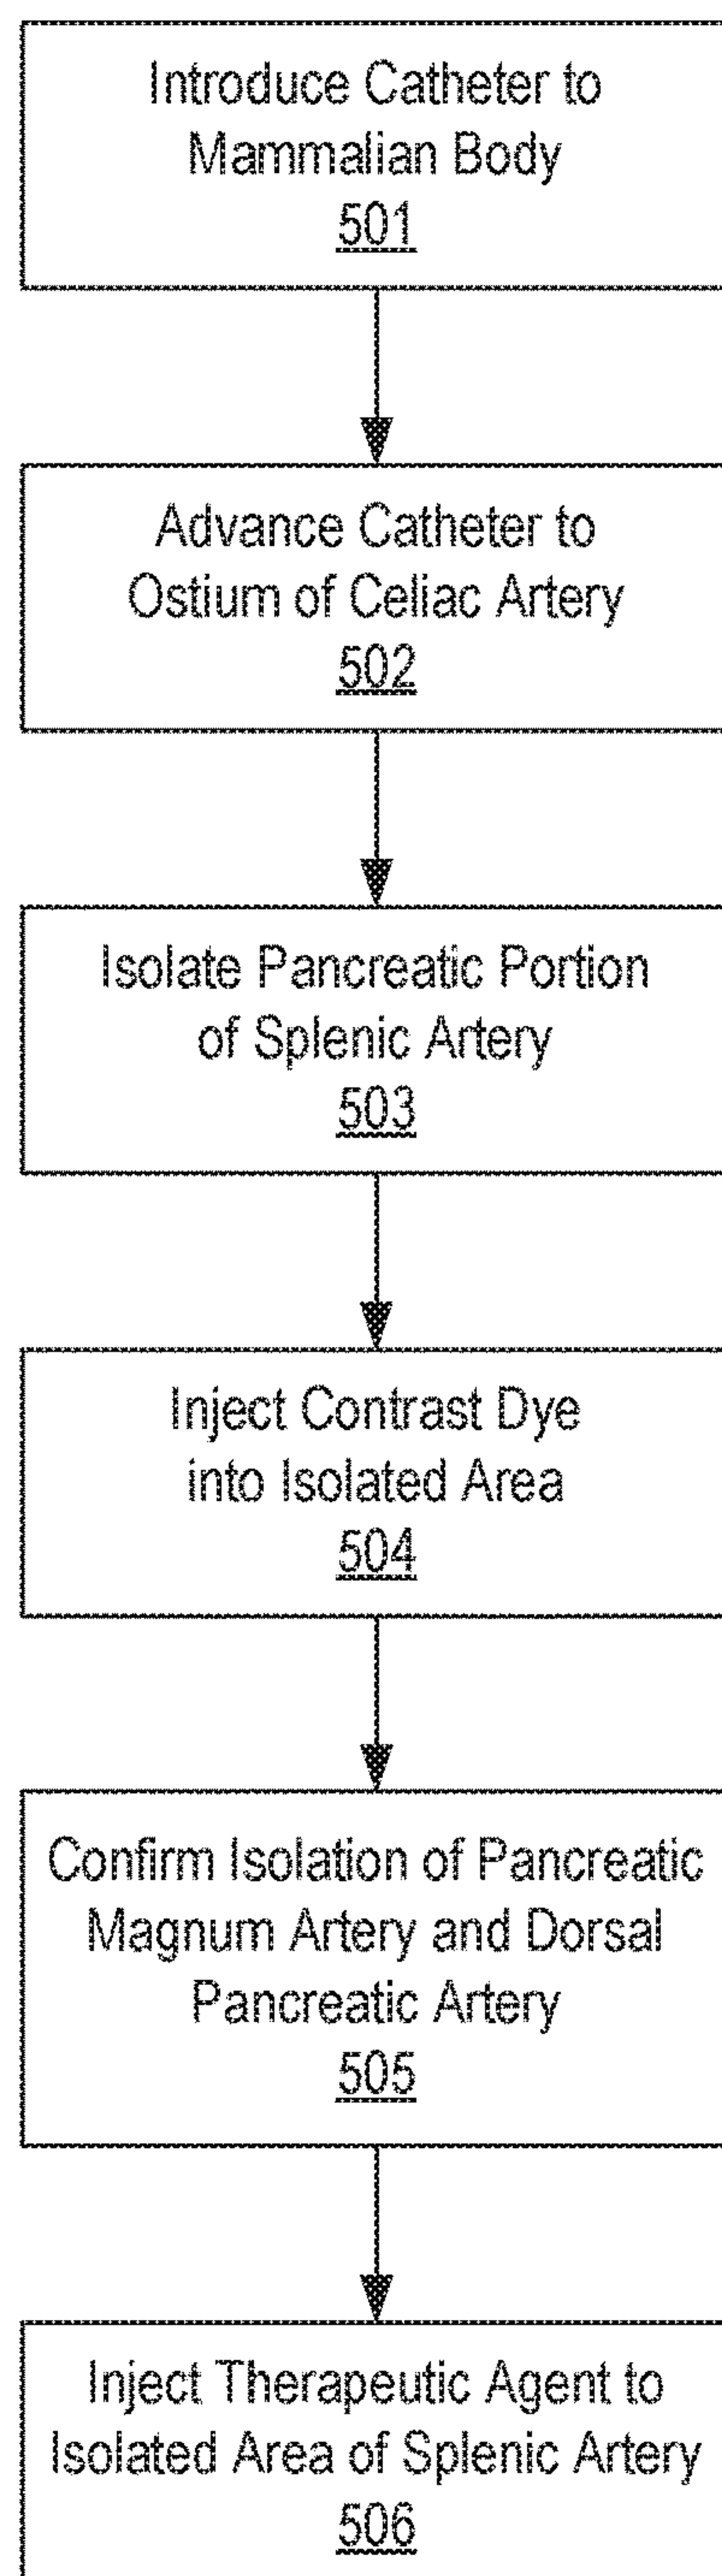 Introduce Catheter to
Mammalian Body
501
Advance Catheter to
Ostium of Celiac Artery
502
Isolate Pancreatic Portion
of Splenic Artery
503
Inject Contrast Dye
into Isolated Area
504
Confirm Isolation of Pancreatic
Magnum Artery and Dorsal
Pancreatic Artery
505
Inject Therapeutic Agent to
Isolated Area of Splenic Artery
506